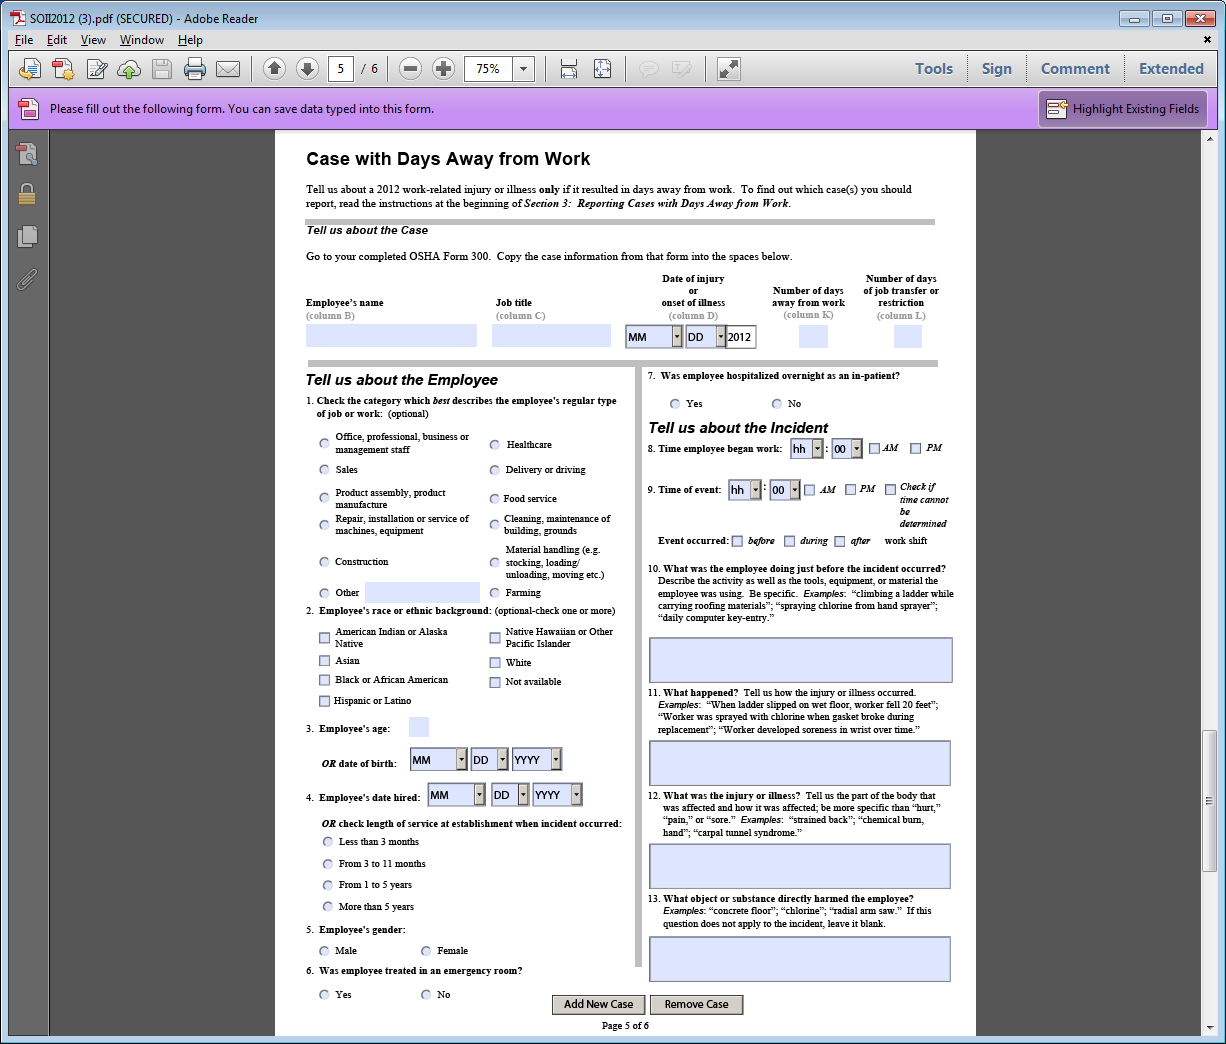 SOII2012 (3).pdf (SECURED) - Adobe Reader
File Edit View Window Help
5 / 6 75% Tools Sign Comment Extended
Please fill out the following form. You can save data typed into this form.
Highlight Existing Fields
Case with Days Away from Work
Tell us about a 2012 work-related injury or illness only if it resulted in days away from work. To find out which case(s) you should
report, read the instructions at the beginning of Section 3: Reporting Cases with Days Away from Work.
Tell us about the Case
Go to your completed OSHA Form 300. Copy the case information from that form into the spaces below.
Employee's name
(column B)
Job title
(column C)
Date of injury
or
onset of illness
(column D)
MM DD 2012
Number of days
away from work
(column K)
Number of days
of job transfer or
restriction
(column L)
Tell us about the Employee
1. Check the category which best describes the employee's regular type
of job or work: (optional)
Office, professional, business or
management staff
Healthcare
Sales
Delivery or driving
Product assembly, product
manufacture
Food service
Repair, installation or service of
machines, equipment
Cleaning, maintenance of
building, grounds
Construction
Material handling (e.g.
stocking, loading/
unloading, moving etc.)
Other
Farming
2. Employee's race or ethnic background: (optional-check one or more)
American Indian or Alaska
Native
Native Hawaiian or Other
Pacific Islander
Asian
White
Black or African American
Not available
Hispanic or Latino
3. Employee's age:
OR date of birth: MM DD YYYY
4. Employee's date hired: MM DD YYYY
OR check length of service at establishment when incident occurred:
Less than 3 months
From 3 to 11 months
From 1 to 5 years
More than 5 years
5. Employee's gender:
Male Female
6. Was employee treated in an emergency room?
Yes No
7. Was employee hospitalized overnight as an in-patient?
Yes No
Tell us about the Incident
8. Time employee began work: hh : 00 AM PM
9. Time of event: hh : 00 AM PM
Check if
time cannot
be
determined
Event occurred: before during after work shift
10. What was the employee doing just before the incident occurred?
Describe the activity as well as the tools, equipment, or material the
employee was using. Be specific. Examples: “climbing a ladder while
carrying roofing materials”; “spraying chlorine from hand sprayer”;
“daily computer key-entry.”
11. What happened? Tell us how the injury or illness occurred.
Examples: “When ladder slipped on wet floor, worker fell 20 feet”;
“Worker was sprayed with chlorine when gasket broke during
replacement”; “Worker developed soreness in wrist over time.”
12. What was the injury or illness? Tell us the part of the body that
was affected and how it was affected; be more specific than “hurt,”
“pain,” or “sore.” Examples: “strained back”; “chemical burn,
hand”; “carpal tunnel syndrome.”
13. What object or substance directly harmed the employee?
Examples: “concrete floor”; “chlorine”; “radial arm saw.” If this
question does not apply to the incident, leave it blank.
Add New Case Remove Case
Page 5 of 6